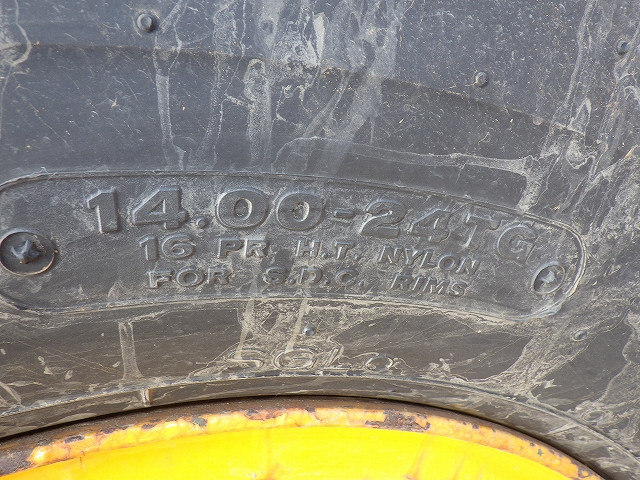 14.00-24TG
16 PR. H.T. NYLON
FOR S.D.C. RIMS